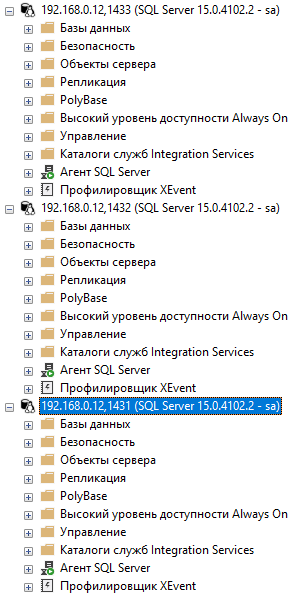 192.168.0.12,1433 (SQL Server 15.0.4102.2 - sa)
Базы данных
Безопасность
Объекты сервера
Репликация
PolyBase
Высокий уровень доступности Always On
Управление
Каталоги служб Integration Services
Агент SQL Server
Профилировщик XEvent
192.168.0.12,1432 (SQL Server 15.0.4102.2 - sa)
Базы данных
Безопасность
Объекты сервера
Репликация
PolyBase
Высокий уровень доступности Always On
Управление
Каталоги служб Integration Services
Агент SQL Server
Профилировщик XEvent
192.168.0.12,1431 (SQL Server 15.0.4102.2 - sa)
Базы данных
Безопасность
Объекты сервера
Репликация
PolyBase
Высокий уровень доступности Always On
Управление
Каталоги служб Integration Services
Агент SQL Server
Профилировщик XEvent